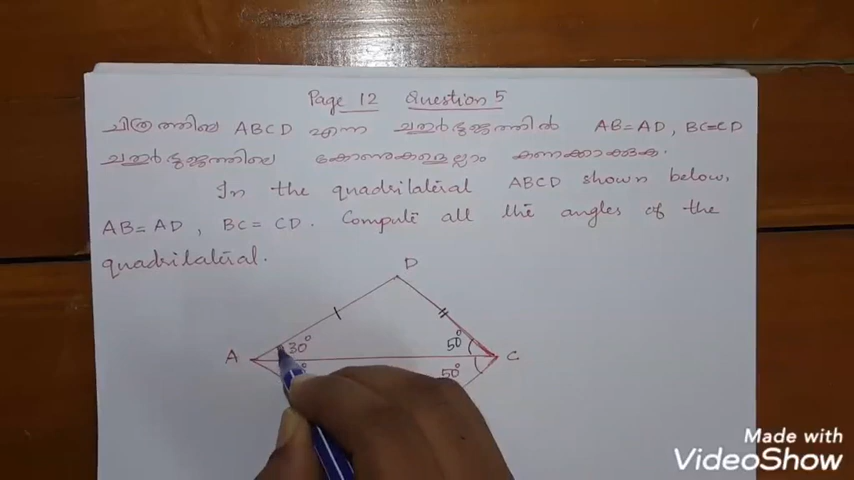 Page 12 Question 5
ചിത്രത്തിലെ ABCD എന്ന ചതുർഭുജത്തിൽ AB=AD, BC=CD
ചതുർഭുജത്തിലെ കോണുകളെല്ലാം കണക്കാക്കുക.
In the quadrilateral ABCD shown below,
AB=AD, BC=CD. Compute all the angles of the
quadrilateral.
D
30°
50°
A
C
50°
Made with
VideoShow